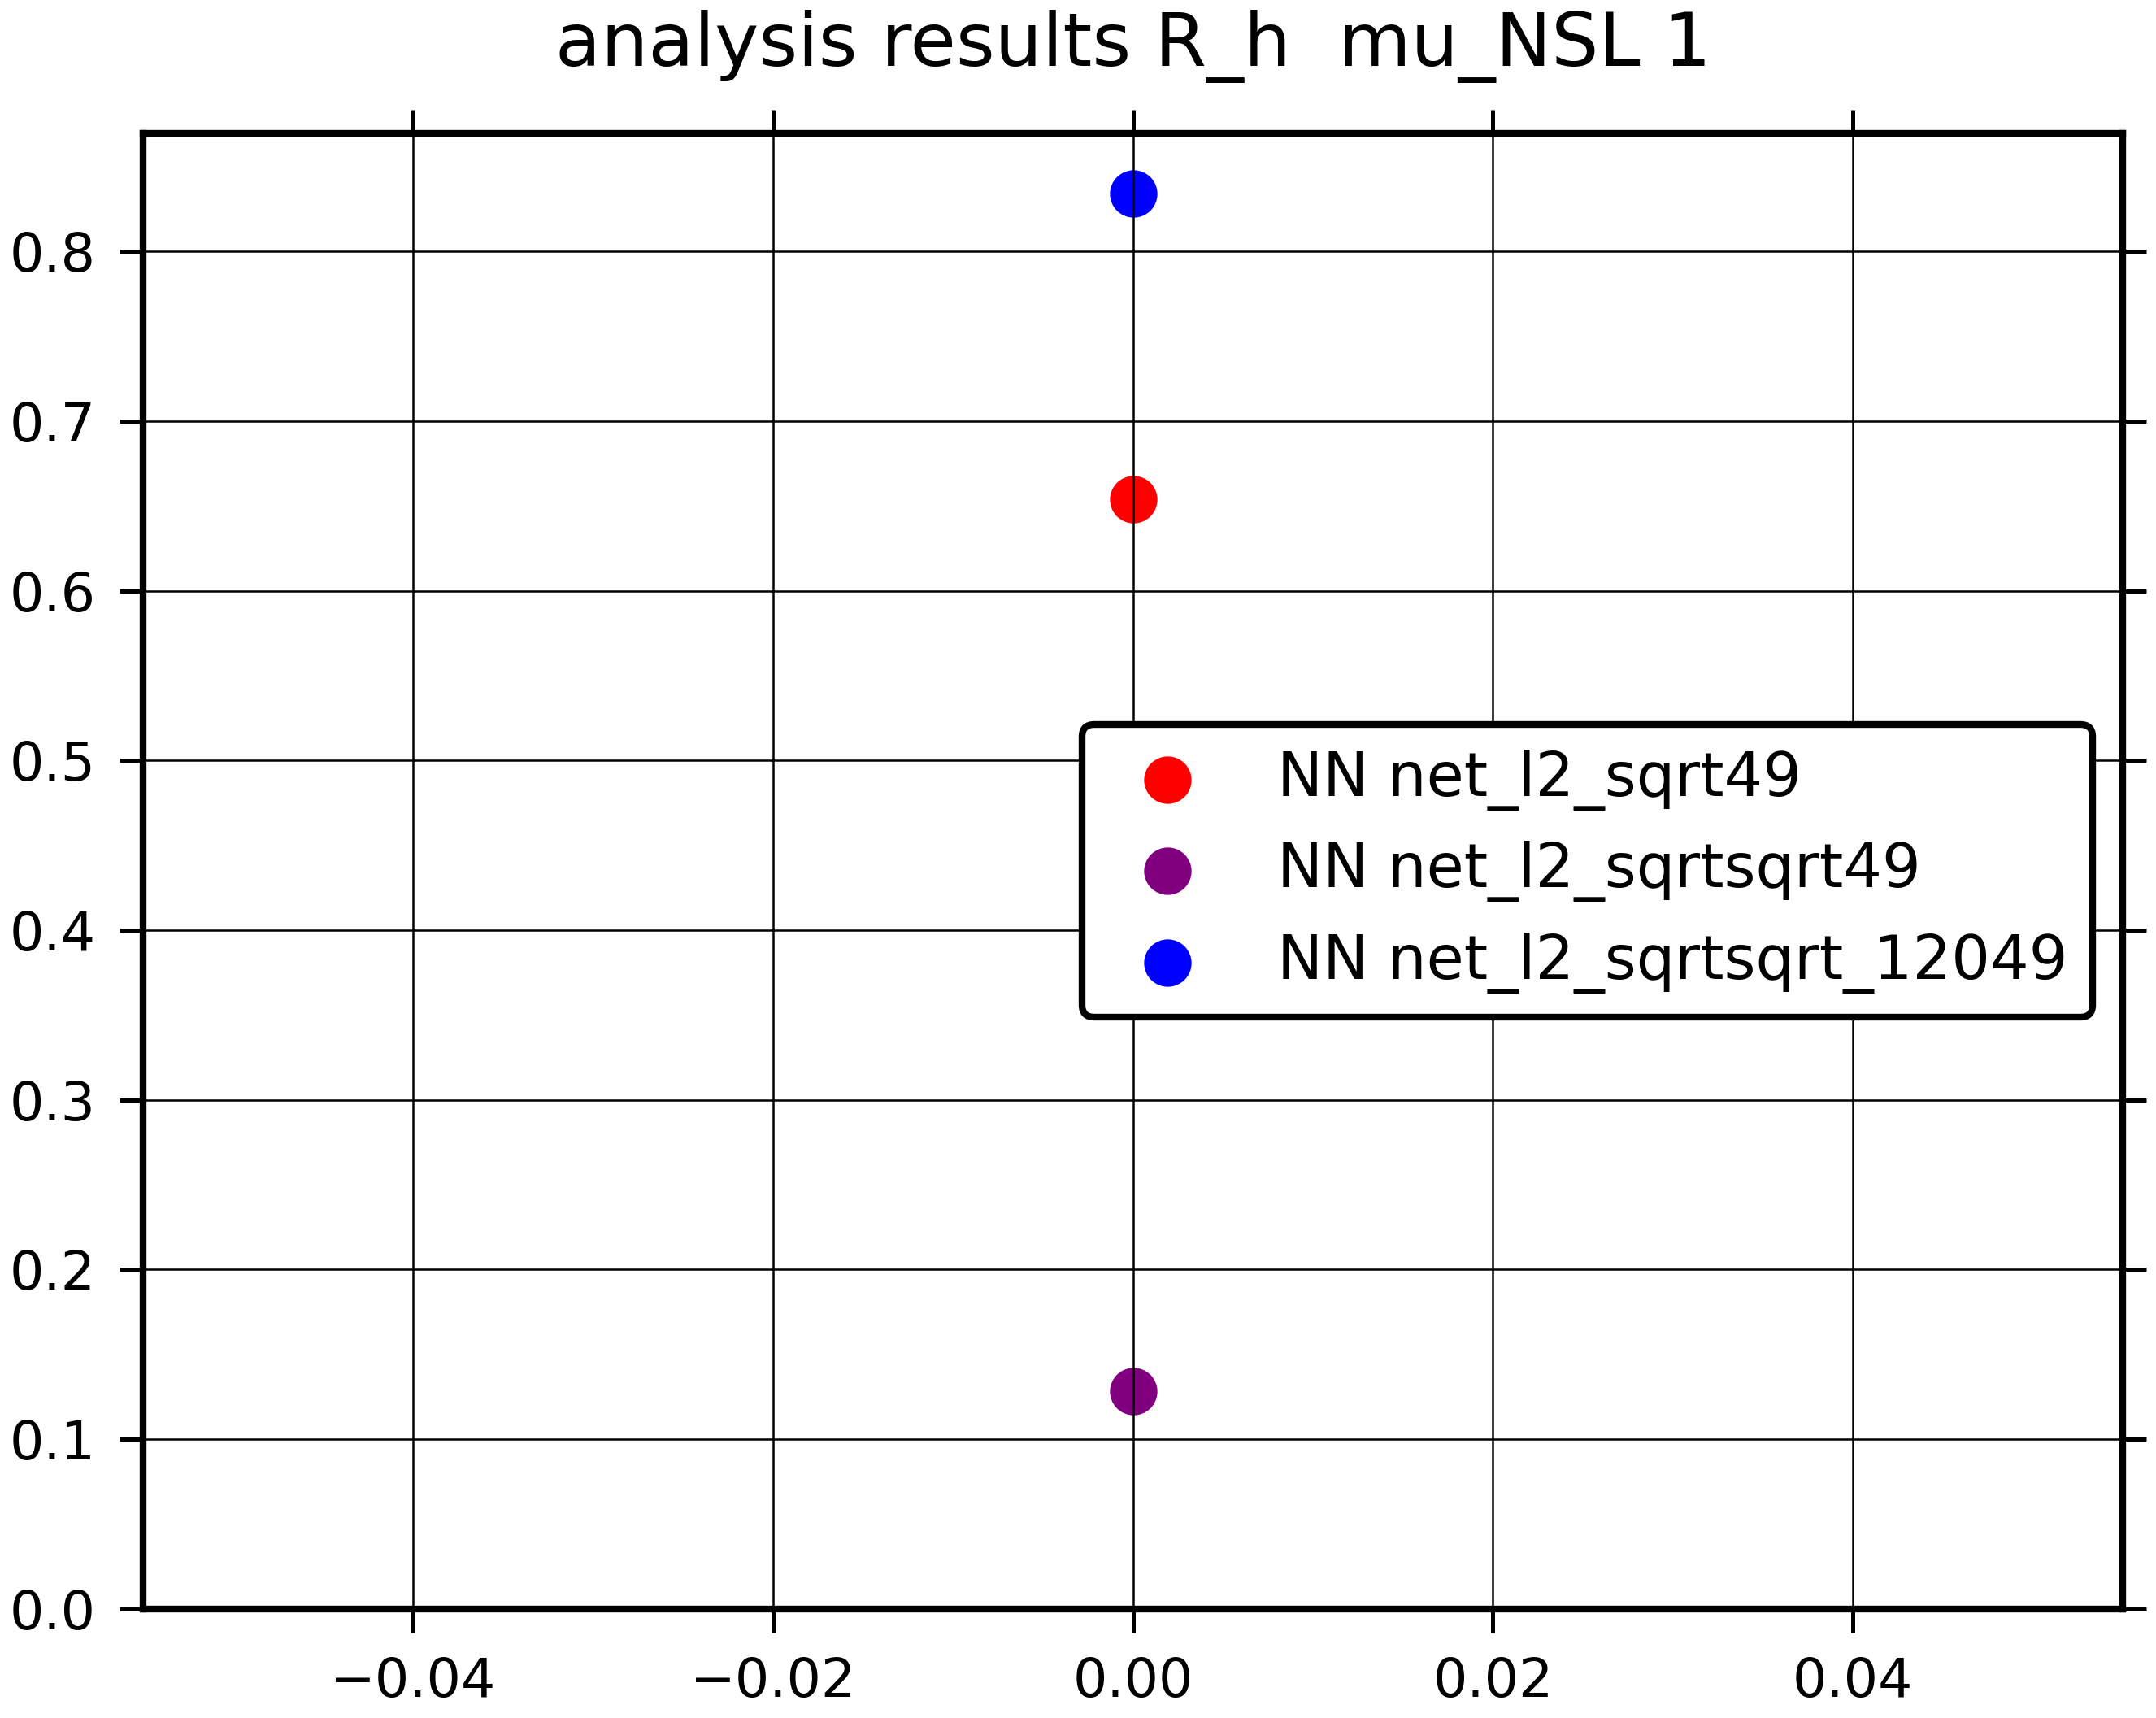 analysis results R_h  mu_NSL 1
0.8
0.7
0.6
0.5
0.4
0.3
0.2
0.1
0.0
NN net_l2_sqrt49
NN net_l2_sqrtsqrt49
NN net_l2_sqrtsqrt_12049
−0.04 −0.02 0.00 0.02 0.04